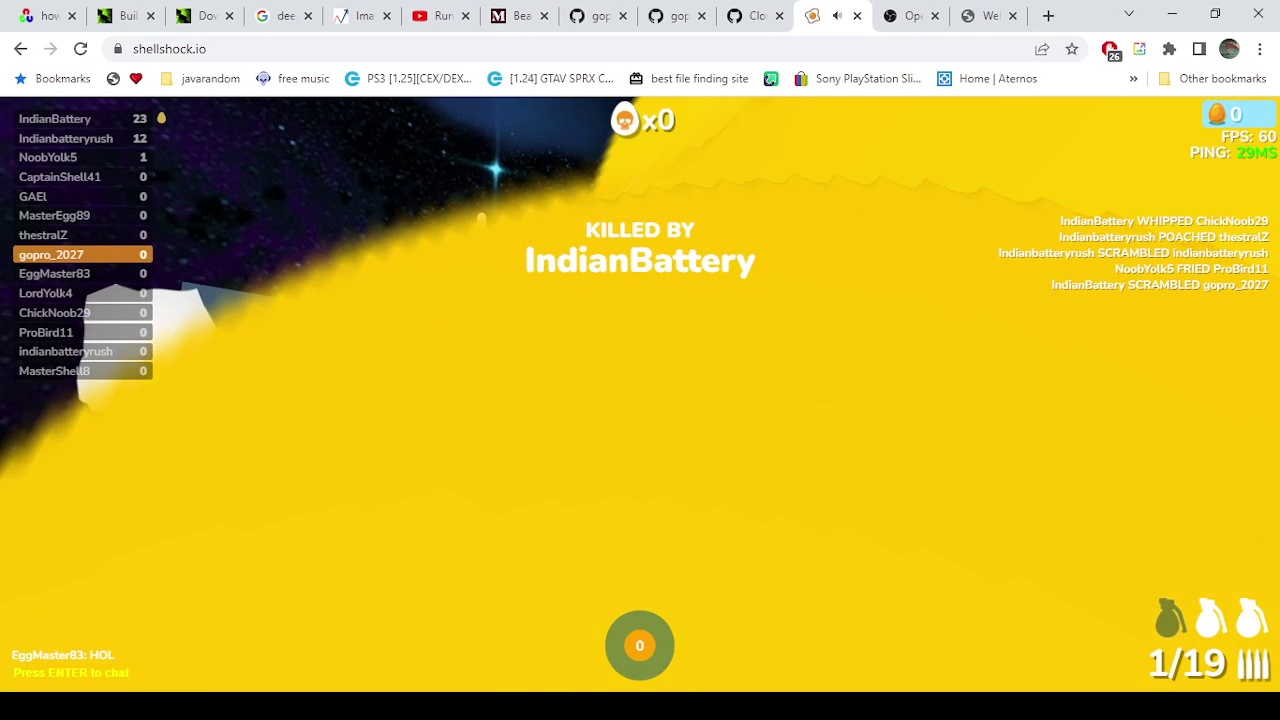 how
Buil
Dov
dee
Ima
Run
Bea
gop
gop
Clo
Ope
Wel
shellshock.io
26
Bookmarks
javarandom
free music
PS3 [1.25](CEX/DEX...
[1.24] GTAV SPRX C...
best file finding site
Sony PlayStation Sli...
Home | Aternos
»
Other bookmarks
IndianBattery 23
Indianbatteryrush 12
NoobYolk5 1
CaptainShell41 0
GAEl 0
MasterEgg89 0
thestralZ 0
gopro_2027 0
EggMaster83 0
LordYolk4 0
ChickNoob29 0
ProBird11 0
indianbatteryrush 0
MasterShell8 0
x0
KILLED BY
IndianBattery
0
FPS: 60
PING: 29MS
IndianBattery WHIPPED ChickNoob29
Indianbatteryrush POACHED thestralZ
Indianbatteryrush SCRAMBLED indianbatteryrush
NoobYolk5 FRIED ProBird11
IndianBattery SCRAMBLED gopro_2027
EggMaster83: HOL
Press ENTER to chat
0
1/19